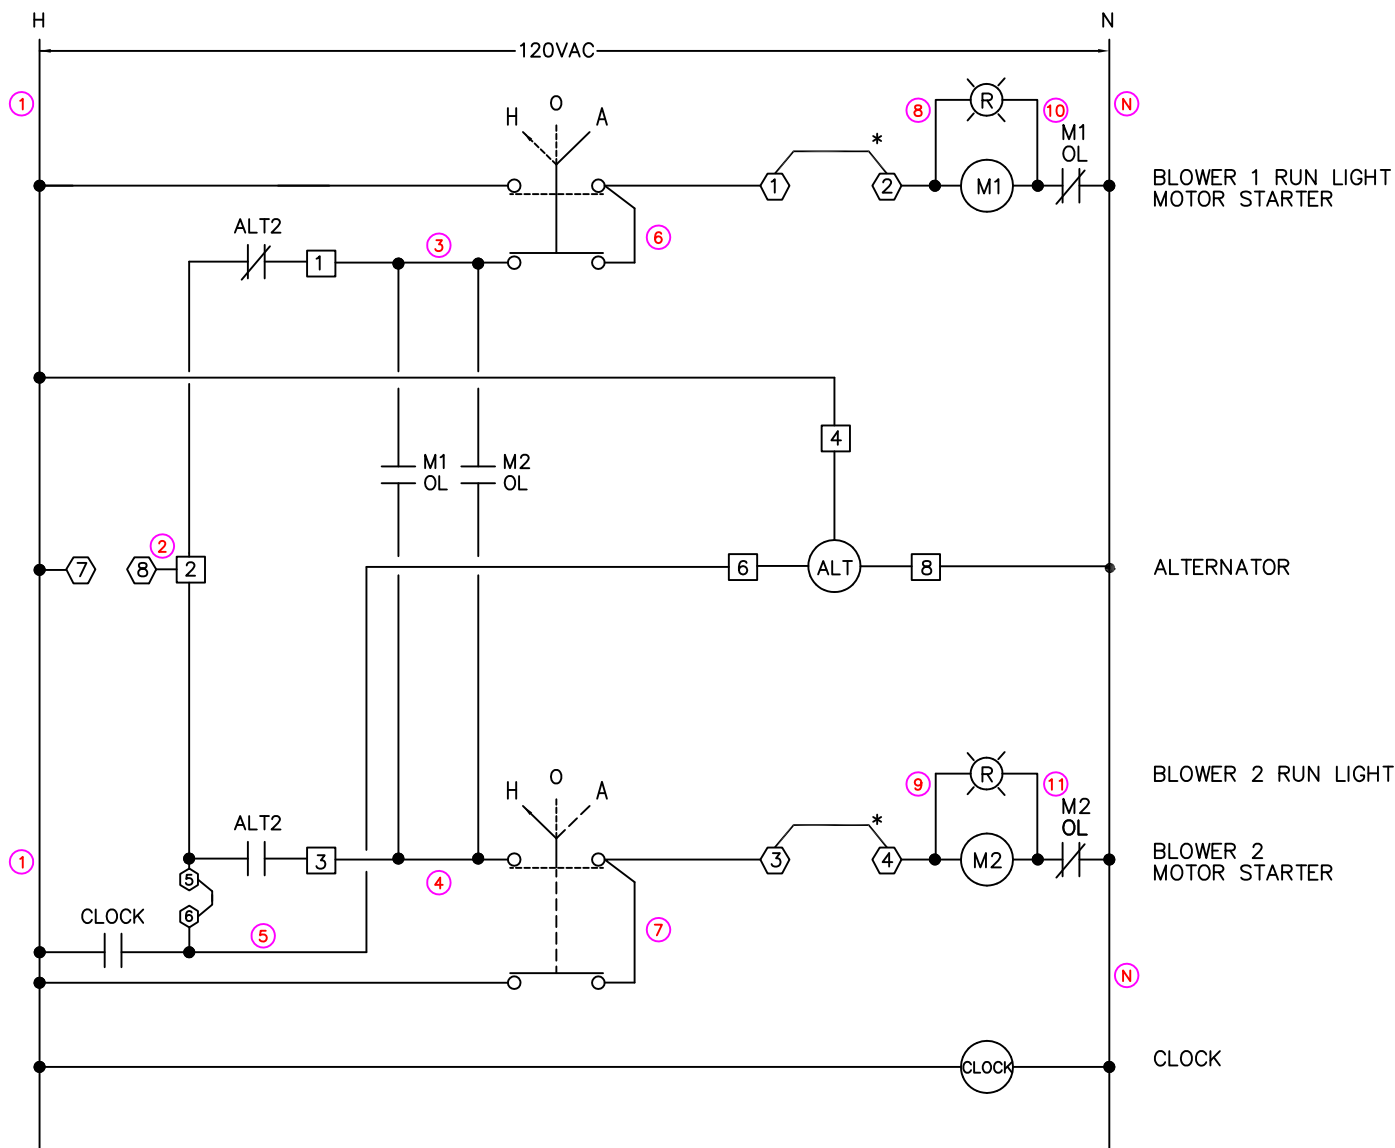 H
N
120VAC
1
H
O
A
8
R
10
N
M1
OL
*
1
2
M1
BLOWER 1 RUN LIGHT
MOTOR STARTER
ALT2
1
3
6
4
M1
OL
M2
OL
7
8
2
2
6
ALT
8
ALTERNATOR
H
O
A
9
R
11
BLOWER 2 RUN LIGHT
M2
OL
*
ALT2
1
3
4
3
4
M2
BLOWER 2
MOTOR STARTER
5
6
CLOCK
5
7
N
CLOCK
CLOCK